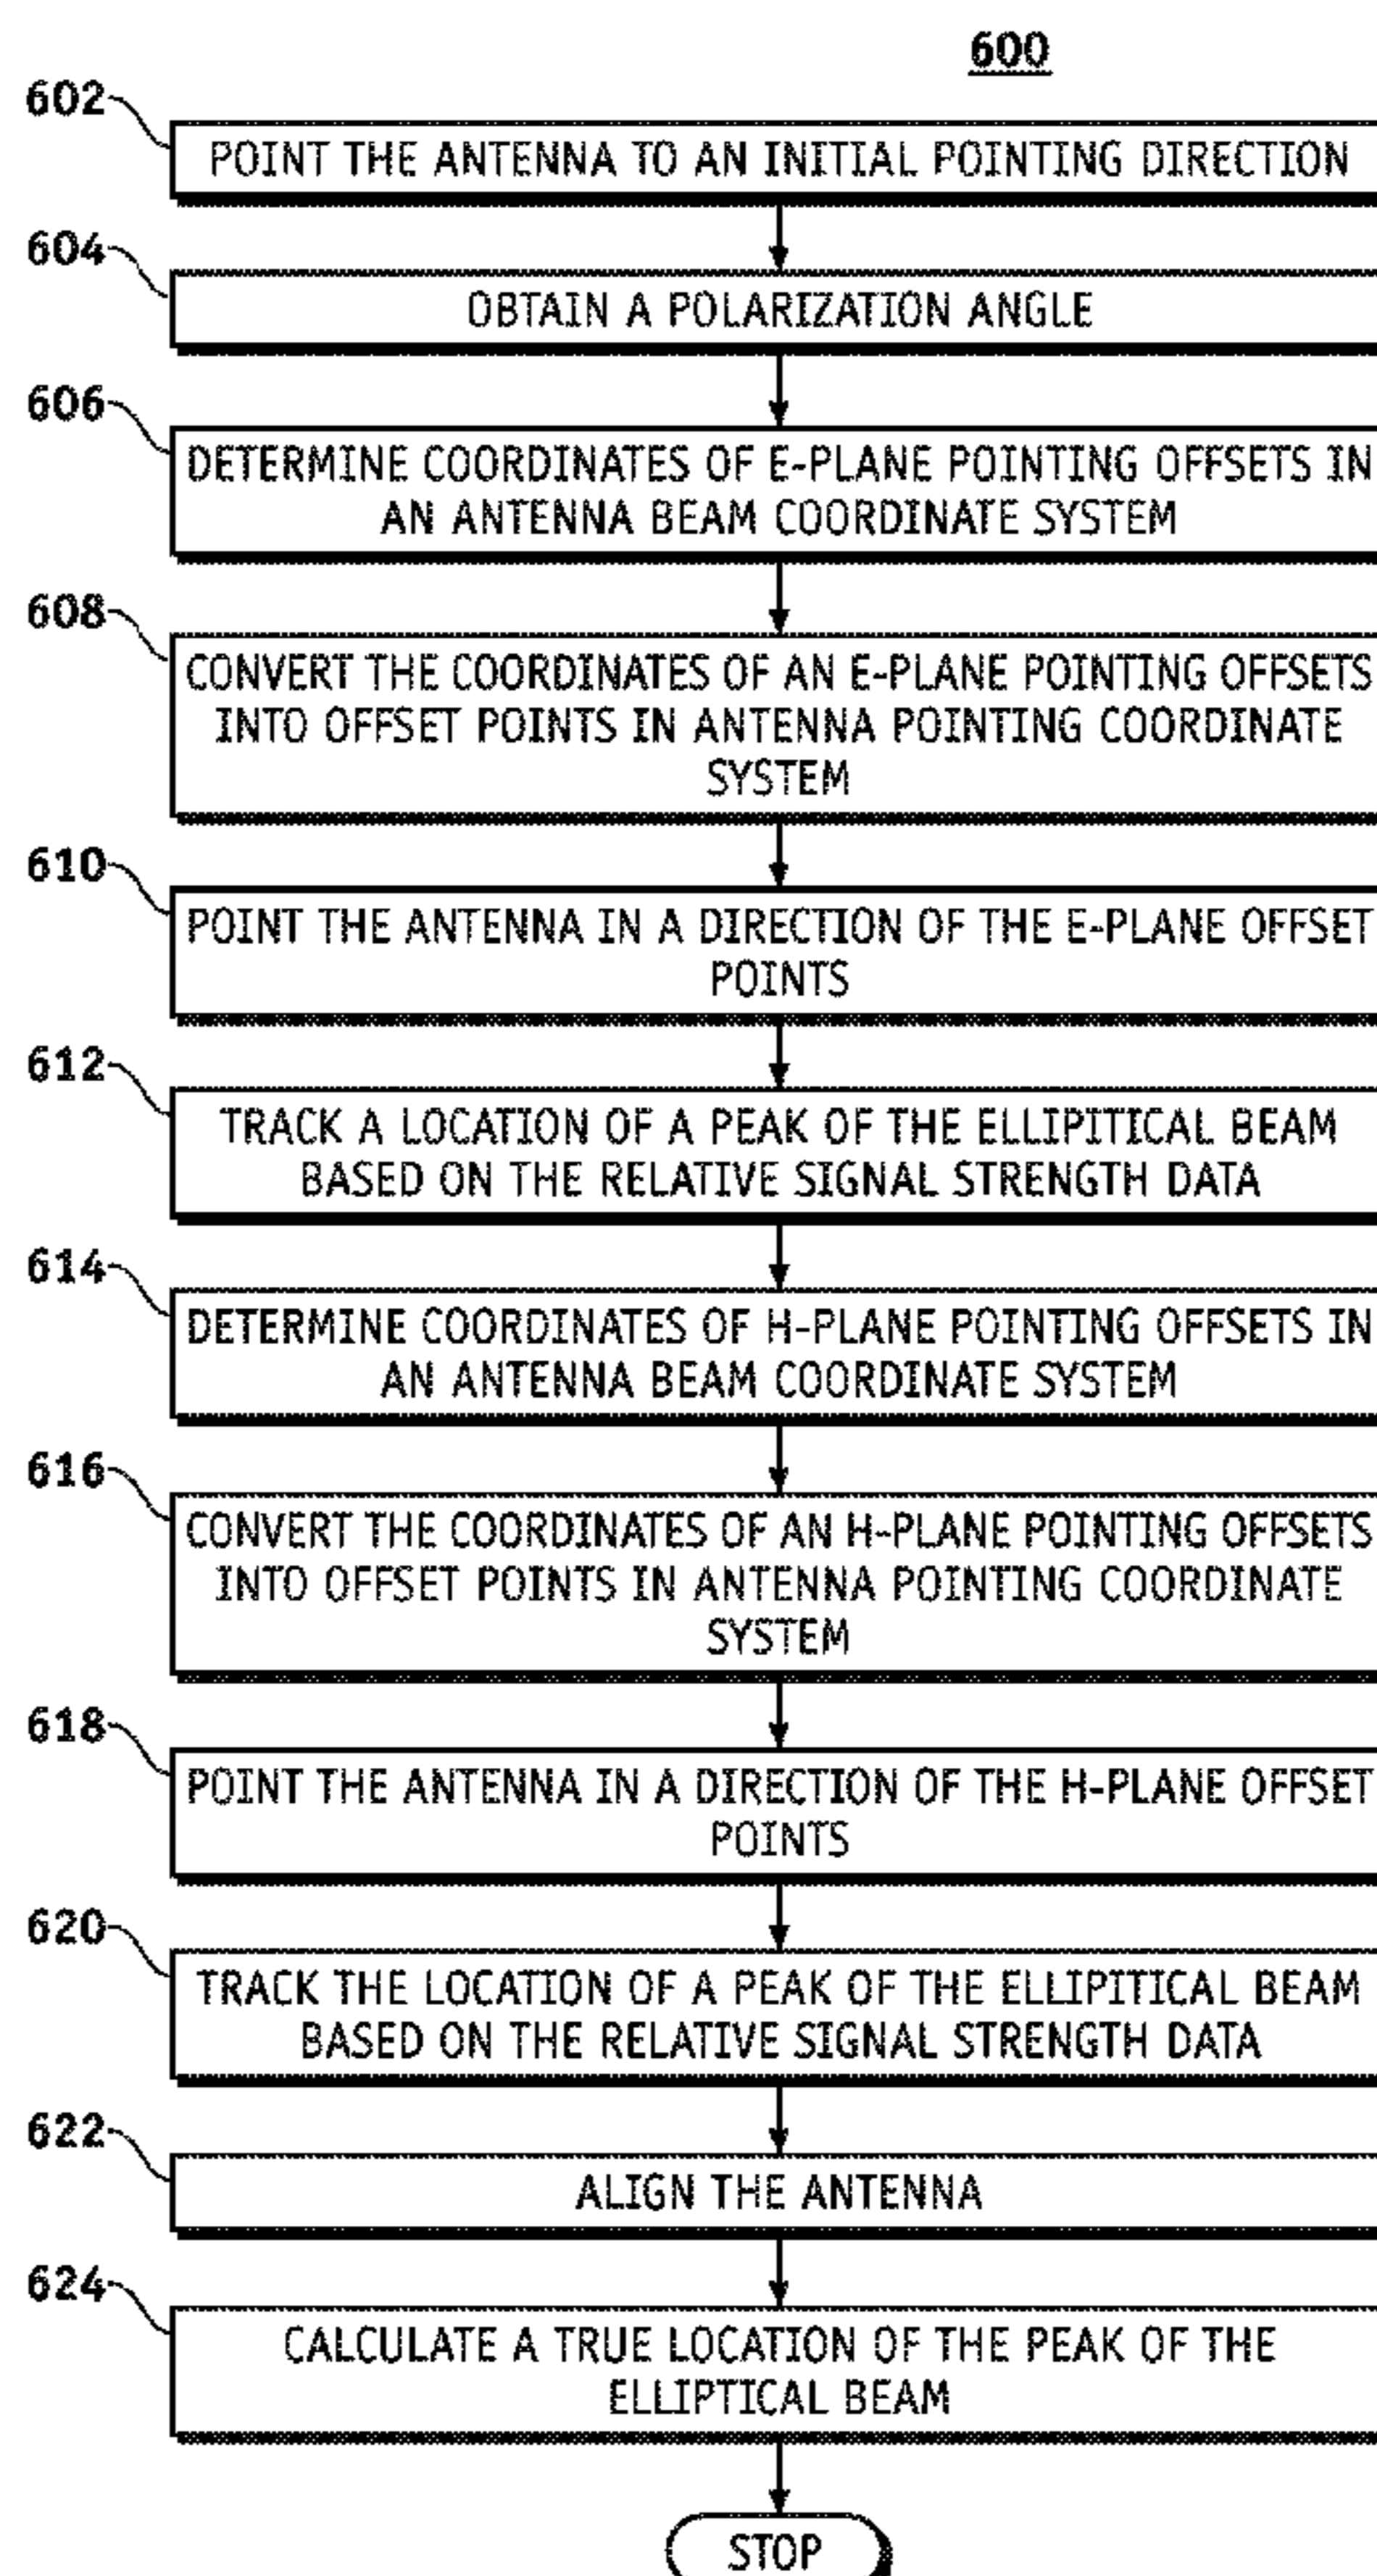 600
602
POINT THE ANTENNA TO AN INITIAL POINTING DIRECTION
604
OBTAIN A POLARIZATION ANGLE
606
DETERMINE COORDINATES OF E-PLANE POINTING OFFSETS IN
AN ANTENNA BEAM COORDINATE SYSTEM
608
CONVERT THE COORDINATES OF AN E-PLANE POINTING OFFSETS
INTO OFFSET POINTS IN ANTENNA POINTING COORDINATE
SYSTEM
610
POINT THE ANTENNA IN A DIRECTION OF THE E-PLANE OFFSET
POINTS
612
TRACK A LOCATION OF A PEAK OF THE ELLIPITICAL BEAM
BASED ON THE RELATIVE SIGNAL STRENGTH DATA
614
DETERMINE COORDINATES OF H-PLANE POINTING OFFSETS IN
AN ANTENNA BEAM COORDINATE SYSTEM
616
CONVERT THE COORDINATES OF AN H-PLANE POINTING OFFSETS
INTO OFFSET POINTS IN ANTENNA POINTING COORDINATE
SYSTEM
618
POINT THE ANTENNA IN A DIRECTION OF THE H-PLANE OFFSET
POINTS
620
TRACK THE LOCATION OF A PEAK OF THE ELLIPITICAL BEAM
BASED ON THE RELATIVE SIGNAL STRENGTH DATA
622
ALIGN THE ANTENNA
624
CALCULATE A TRUE LOCATION OF THE PEAK OF THE
ELLIPTICAL BEAM
STOP